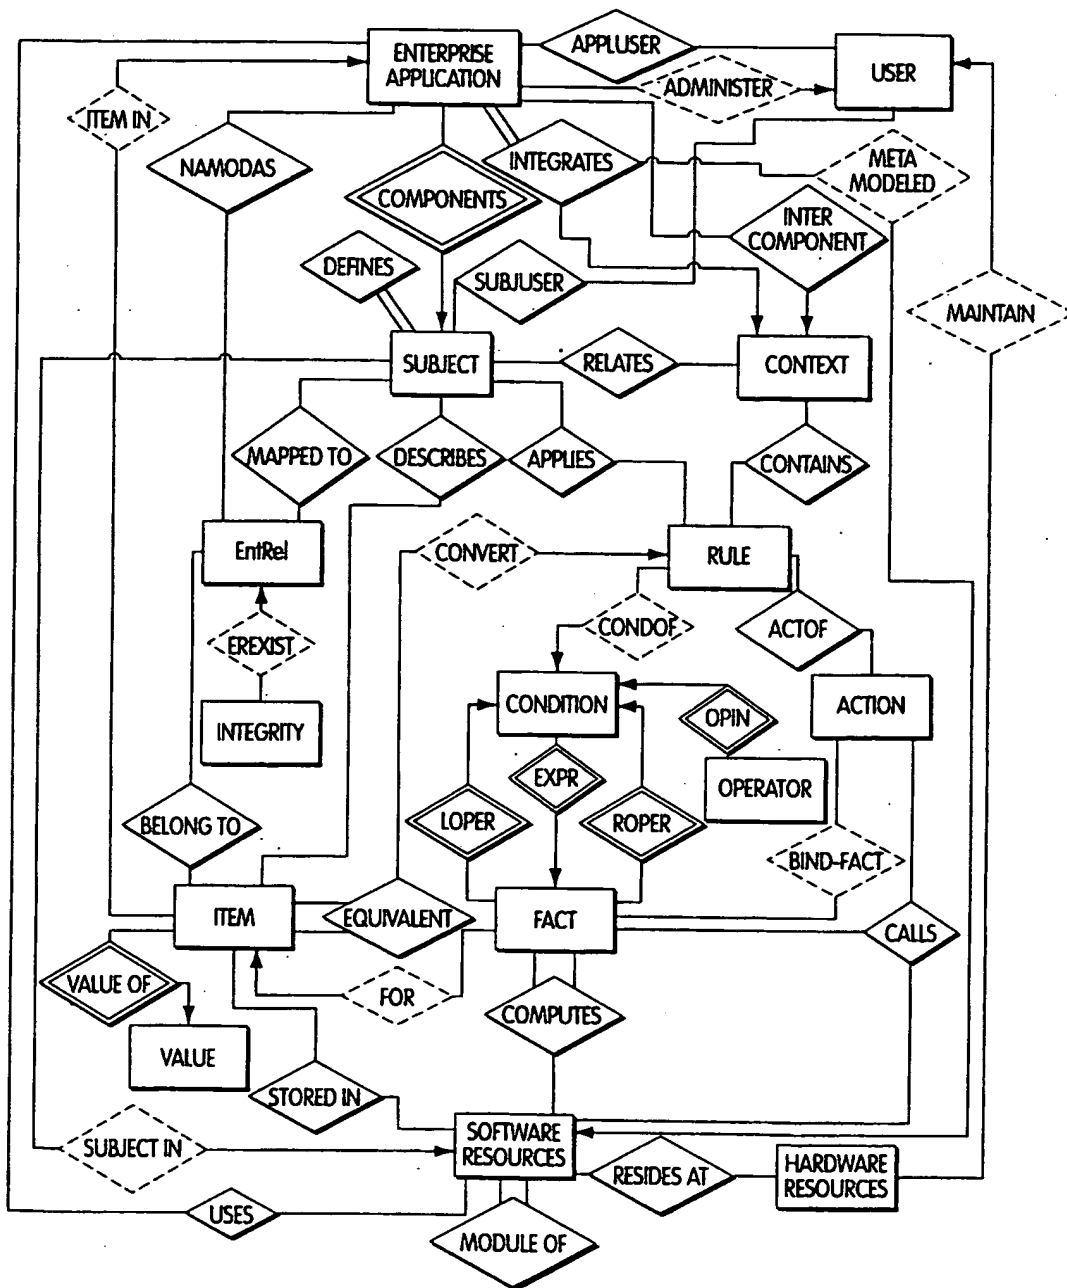 ENTERPRISE
APPLICATION
APPLUSER
USER
ADMINISTER
ITEM IN
NAMODAS
COMPONENTS
INTEGRATES
META
MODELED
INTER
COMPONENT
DEFINES
SUBJUSER
MAINTAIN
SUBJECT
RELATES
CONTEXT
MAPPED TO
DESCRIBES
APPLIES
CONTAINS
EntRel
CONVERT
RULE
EREXIST
CONDOF
ACTOF
INTEGRITY
CONDITION
OPIN
ACTION
EXPR
OPERATOR
BELONG TO
LOPER
ROPER
BIND-FACT
ITEM
EQUIVALENT
FACT
CALLS
VALUE OF
FOR
COMPUTES
VALUE
STORED IN
SUBJECT IN
SOFTWARE
RESOURCES
RESIDES AT
HARDWARE
RESOURCES
USES
MODULE OF